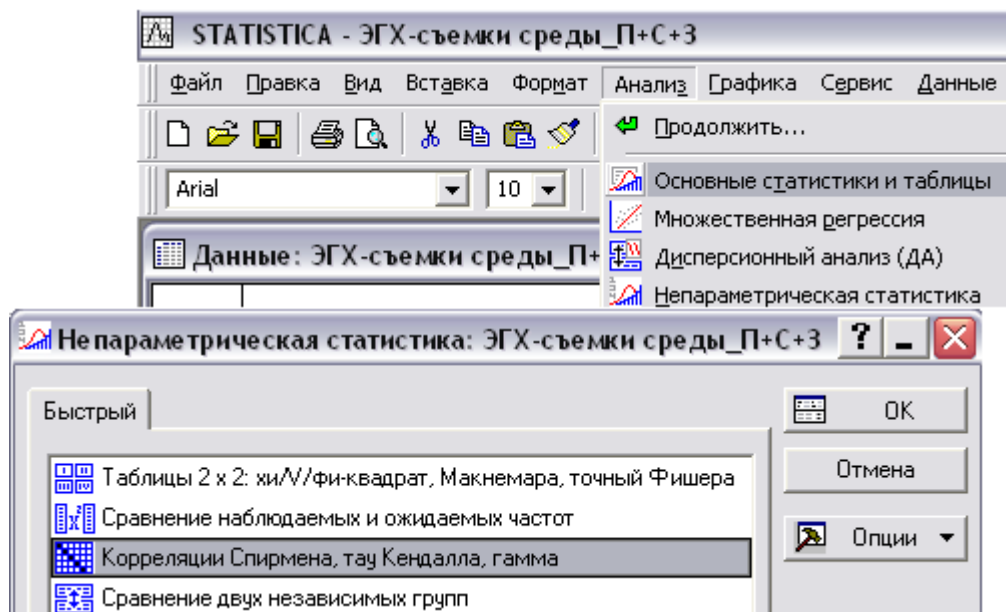 STATISTICA - ЭГХ-съемки среды_П+С+З
Файл Правка Вид Вставка Формат Анализ Графика Сервис Данные
Продолжить...
Arial 10
Основные статистики и таблицы
Множественная регрессия
Данные: ЭГХ-съемки среды_П+
Дисперсионный анализ (ДА)
Непараметрическая статистика
Непараметрическая статистика: ЭГХ-съемки среды_П+С+З
Быстрый
OK
Таблицы 2 x 2: хи/V/фи-квадрат, Макнемара, точный Фишера
Отмена
Сравнение наблюдаемых и ожидаемых частот
Опции
Корреляции Спирмена, тау Кендалла, гамма
Сравнение двух независимых групп